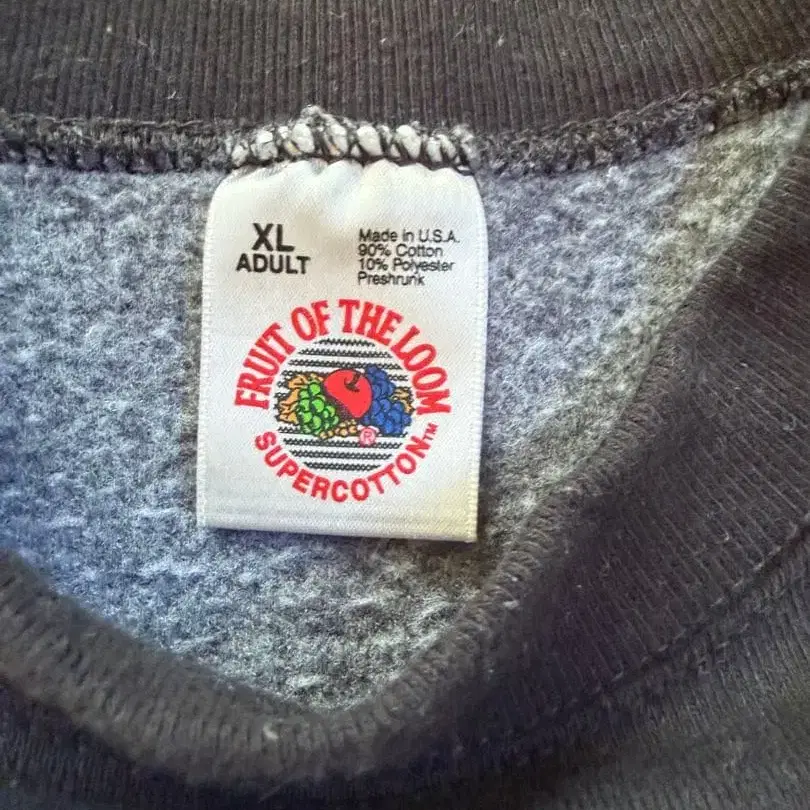 XL
ADULT
Made in U.S.A.
90% Cotton
10% Polyester
Preshrunk
FRUIT OF THE LOOM
®
SUPERCOTTON™